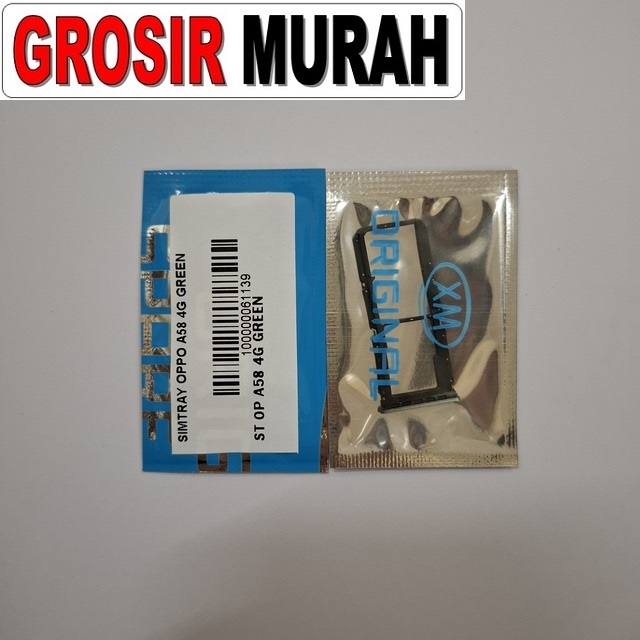 GROSIR MURAH
SIMTRAY OPPO A58 4G GREEN
100000061139
ST OP A58 4G GREEN
ORIGINAL
XM